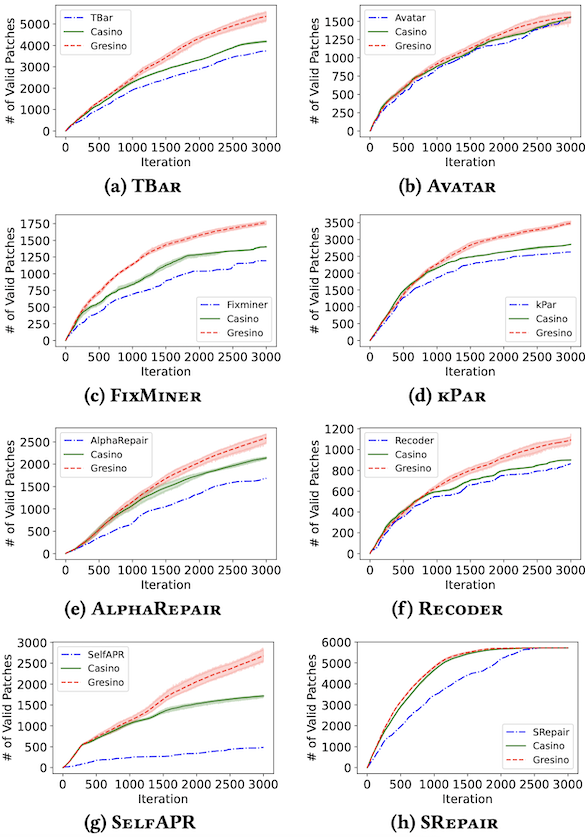 # of Valid Patches
5000
4000
3000
2000
1000
0
TBar
Casino
Gresino
0 500 1000 1500 2000 2500 3000
Iteration
(a) TBar
# of Valid Patches
1500
1250
1000
750
500
250
0
Avatar
Casino
Gresino
0 500 1000 1500 2000 2500 3000
Iteration
(b) Avatar
# of Valid Patches
1750
1500
1250
1000
750
500
250
0
Fixminer
Casino
Gresino
0 500 1000 1500 2000 2500 3000
Iteration
(c) FixMiner
# of Valid Patches
3500
3000
2500
2000
1500
1000
500
0
kPar
Casino
Gresino
0 500 1000 1500 2000 2500 3000
Iteration
(d) kPar
# of Valid Patches
2500
2000
1500
1000
500
0
AlphaRepair
Casino
Gresino
0 500 1000 1500 2000 2500 3000
Iteration
(e) AlphaRepair
# of Valid Patches
1200
1000
800
600
400
200
0
Recoder
Casino
Gresino
0 500 1000 1500 2000 2500 3000
Iteration
(f) Recoder
# of Valid Patches
3000
2500
2000
1500
1000
500
0
SelfAPR
Casino
Gresino
0 500 1000 1500 2000 2500 3000
Iteration
(g) SelfAPR
# of Valid Patches
6000
5000
4000
3000
2000
1000
0
SRepair
Casino
Gresino
0 500 1000 1500 2000 2500 3000
Iteration
(h) SRepair